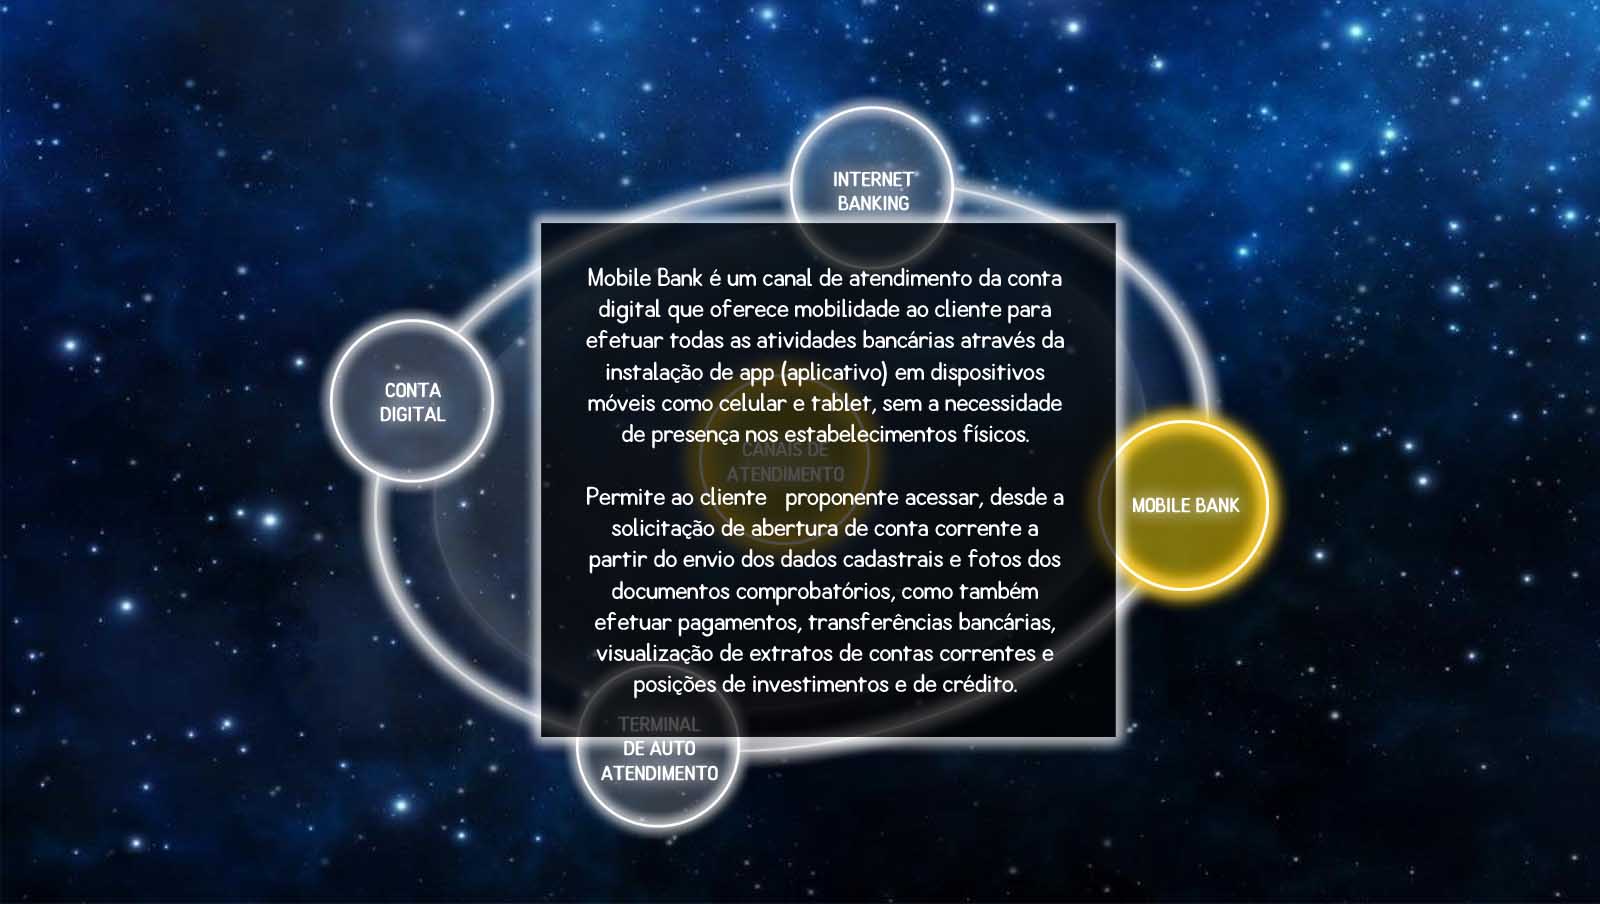 INTERNET
BANKING
Mobile Bank é um canal de atendimento da conta
digital que oferece mobilidade ao cliente para
efetuar todas as atividades bancárias através da
instalação de app (aplicativo) em dispositivos
móveis como celular e tablet, sem a necessidade
de presença nos estabelecimentos físicos.
CONTA
DIGITAL
CANAIS DE
ATENDIMENTO
MOBILE BANK
Permite ao cliente proponente acessar, desde a
solicitação de abertura de conta corrente a
partir do envio dos dados cadastrais e fotos dos
documentos comprobatórios, como também
efetuar pagamentos, transferências bancárias,
visualização de extratos de contas correntes e
posições de investimentos e de crédito.
TERMINAL
DE AUTO
ATENDIMENTO